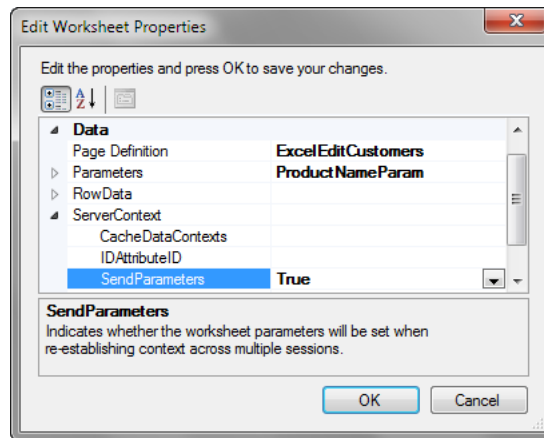 Edit Worksheet Properties
Edit the properties and press OK to save your changes.
Data
Page Definition ExcelEditCustomers
Parameters ProductNameParam
RowData
ServerContext
CacheDataContexts
IDAttributeID
SendParameters True
SendParameters
Indicates whether the worksheet parameters will be set when
re-establishing context across multiple sessions.
OK Cancel